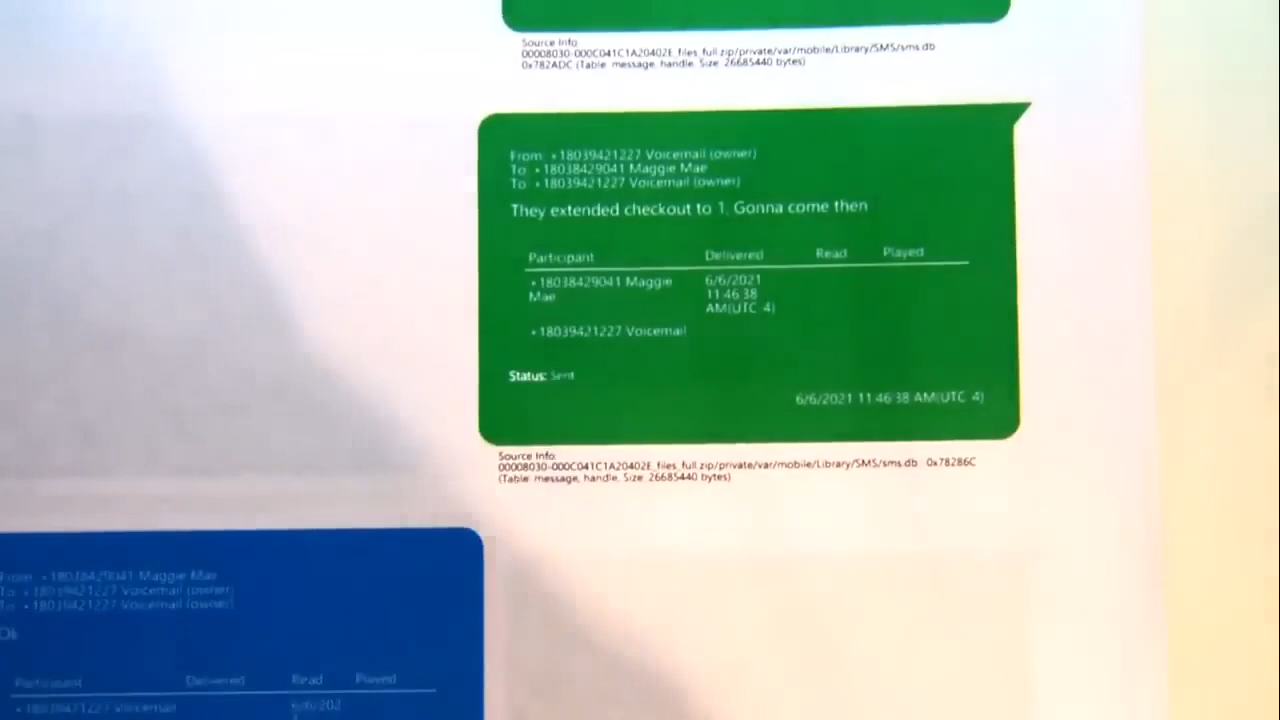 Source Info:
00008030-000C041C1A20402E_files_full.zip/private/var/mobile/Library/SMS/sms.db :
0x782ADC (Table: message, handle, Size: 26685440 bytes)
From: +18039421227 Voicemail (owner)
To: +18038429041 Maggie Mae
To: +18039421227 Voicemail (owner)
They extended checkout to 1. Gonna come then
Participant Delivered Read Played
+18038429041 Maggie Mae
6/6/2021 11:46:38 AM(UTC-4)
+18039421227 Voicemail
Status: Sent
6/6/2021 11:46:38 AM(UTC-4)
Source Info:
00008030-000C041C1A20402E_files_full.zip/private/var/mobile/Library/SMS/sms.db : 0x78286C
(Table: message, handle, Size: 26685440 bytes)
From: +18038429041 Maggie Mae
To: +18039421227 Voicemail (owner)
To: +18039421227 Voicemail (owner)
Ok
Participant Delivered Read Played
+18039421227 Voicemail
6/6/202